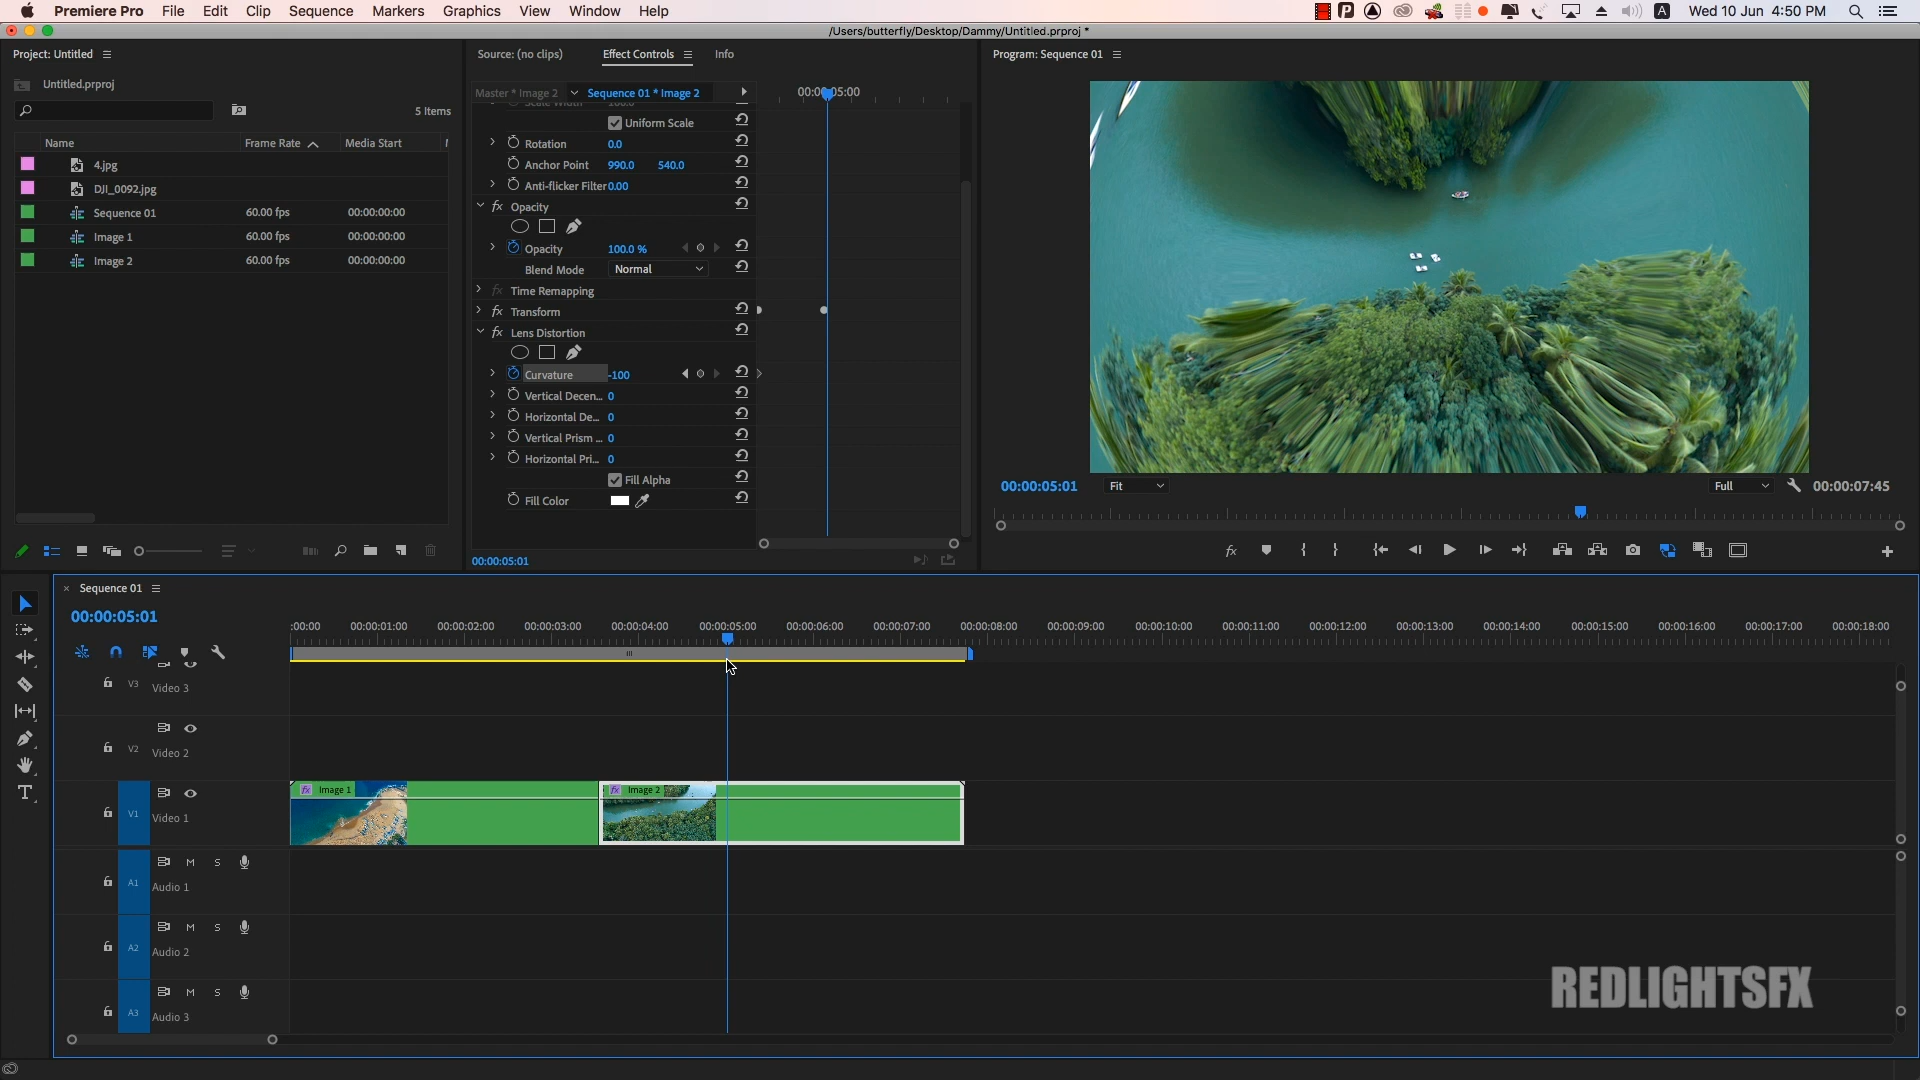 Premiere Pro File Edit Clip Sequence Markers Graphics View Window Help
A Wed 10 Jun 4:50 PM
/Users/butterfly/Desktop/Dammy/Untitled.prproj *
Project: Untitled
Untitled.prproj
5 Items
Name Frame Rate Media Start
4.jpg
DJI_0092.jpg
Sequence 01 60.00 fps 00:00:00:00
Image 1 60.00 fps 00:00:00:00
Image 2 60.00 fps 00:00:00:00
Source: (no clips) Effect Controls Info
Master * Image 2 Sequence 01 * Image 2
Scale Width 100.0
Uniform Scale
Rotation 0.0
Anchor Point 990.0 540.0
Anti-flicker Filter 0.00
fx Opacity
Opacity 100.0 %
Blend Mode Normal
fx Time Remapping
fx Transform
fx Lens Distortion
Curvature -100
Vertical Decen... 0
Horizontal De... 0
Vertical Prism ... 0
Horizontal Pri... 0
Fill Alpha
Fill Color
00:00:05:01
Program: Sequence 01
00:00:05:01 Fit Full 00:00:07:45
fx
Sequence 01
00:00:05:01
:00:00 00:00:01:00 00:00:02:00 00:00:03:00 00:00:04:00 00:00:05:00 00:00:06:00 00:00:07:00 00:00:08:00 00:00:09:00 00:00:10:00 00:00:11:00 00:00:12:00 00:00:13:00 00:00:14:00 00:00:15:00 00:00:16:00 00:00:17:00 00:00:18:00
V3 Video 3
V2 Video 2
V1 Video 1
fx Image 1
fx Image 2
M S
A1 Audio 1
M S
A2 Audio 2
M S
A3 Audio 3
REDLIGHTSFX